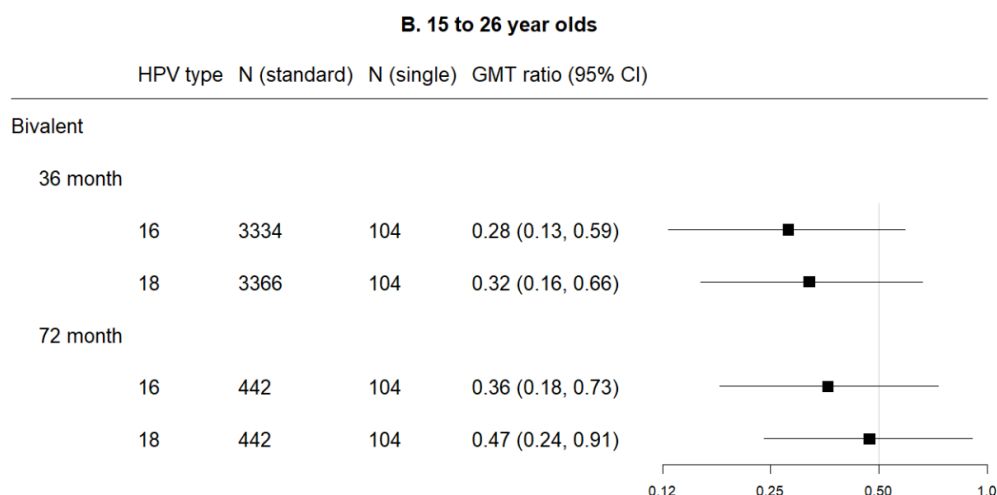 B. 15 to 26 year olds
HPV type N (standard) N (single) GMT ratio (95% CI)
Bivalent
36 month
16 3334 104 0.28 (0.13, 0.59)
18 3366 104 0.32 (0.16, 0.66)
72 month
16 442 104 0.36 (0.18, 0.73)
18 442 104 0.47 (0.24, 0.91)
0.12 0.25 0.50 1.0